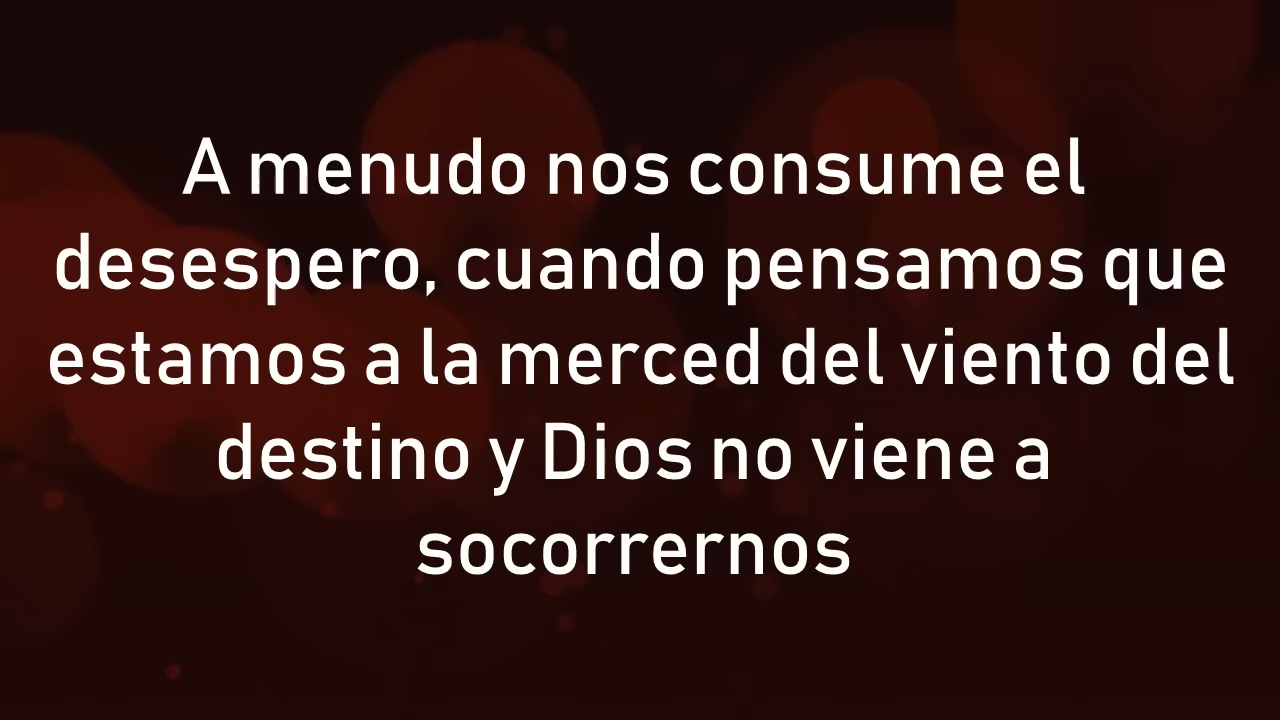 A menudo nos consume el
desespero, cuando pensamos que
estamos a la merced del viento del
destino y Dios no viene a
socorrernos